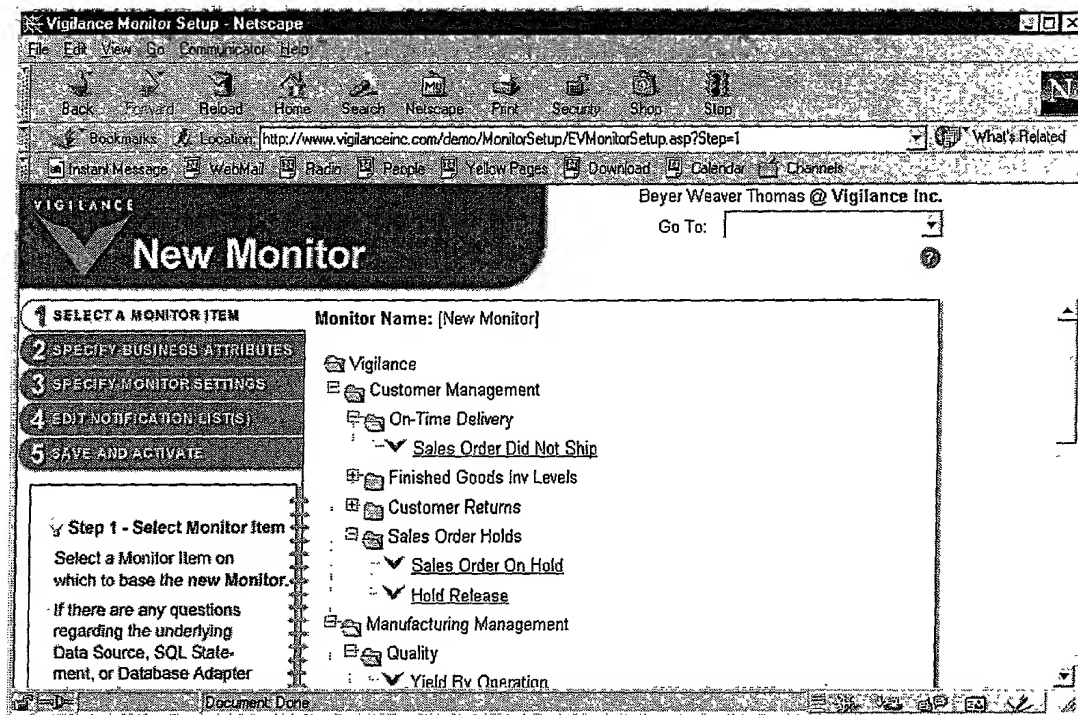 Vigilance Monitor Setup - Netscape
File Edit View Go Communicator Help
Back Forward Reload Home Search Netscape Print Security Shop Stop
Bookmarks Location http://www.vigilanceinc.com/demo/MonitorSetup/EVMonitorSetup.asp?Step=1 What's Related
Instant Message WebMail Radio People Yellow Pages Download Calendar Channels
VIGILANCE
New Monitor
Beyer Weaver Thomas @ Vigilance Inc.
Go To:
1 SELECT A MONITOR ITEM
2 SPECIFY BUSINESS ATTRIBUTES
3 SPECIFY MONITOR SETTINGS
4 EDIT NOTIFICATION LIST(S)
5 SAVE AND ACTIVATE
Step 1 - Select Monitor Item
Select a Monitor Item on
which to base the new Monitor.
If there are any questions
regarding the underlying
Data Source, SQL State-
ment, or Database Adapter
Monitor Name: [New Monitor]
Vigilance
Customer Management
On-Time Delivery
Sales Order Did Not Ship
Finished Goods Inv Levels
Customer Returns
Sales Order Holds
Sales Order On Hold
Hold Release
Manufacturing Management
Quality
Yield By Operation
Document: Done